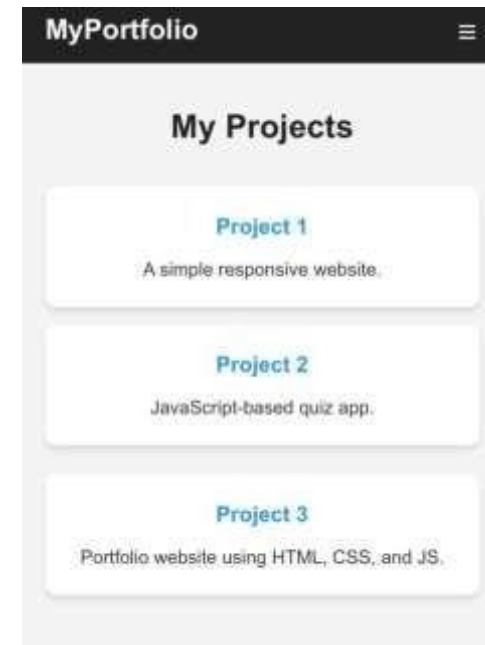 MyPortfolio
My Projects
Project 1
A simple responsive website.
Project 2
JavaScript-based quiz app.
Project 3
Portfolio website using HTML, CSS, and JS.